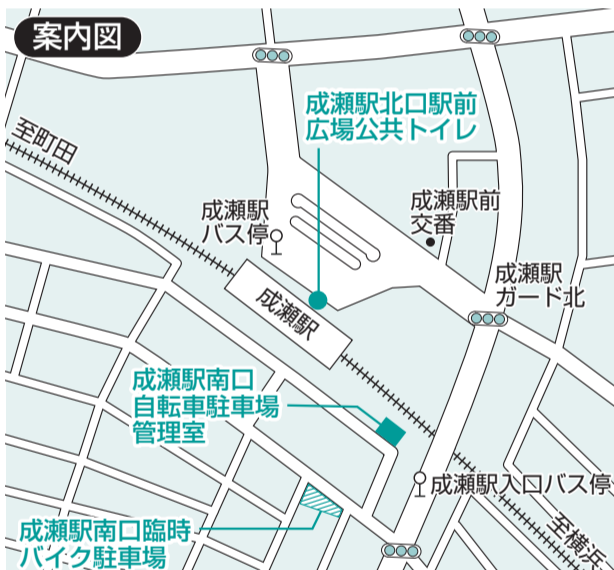 案内図
成瀬駅北口駅前
広場公共トイレ
至町田
成瀬駅
バス停
成瀬駅前
交番
成瀬駅
ガード北
成瀬駅
成瀬駅南口
自転車駐車場
管理室
成瀬駅入口バス停
成瀬駅南口臨時
バイク駐車場
至横浜